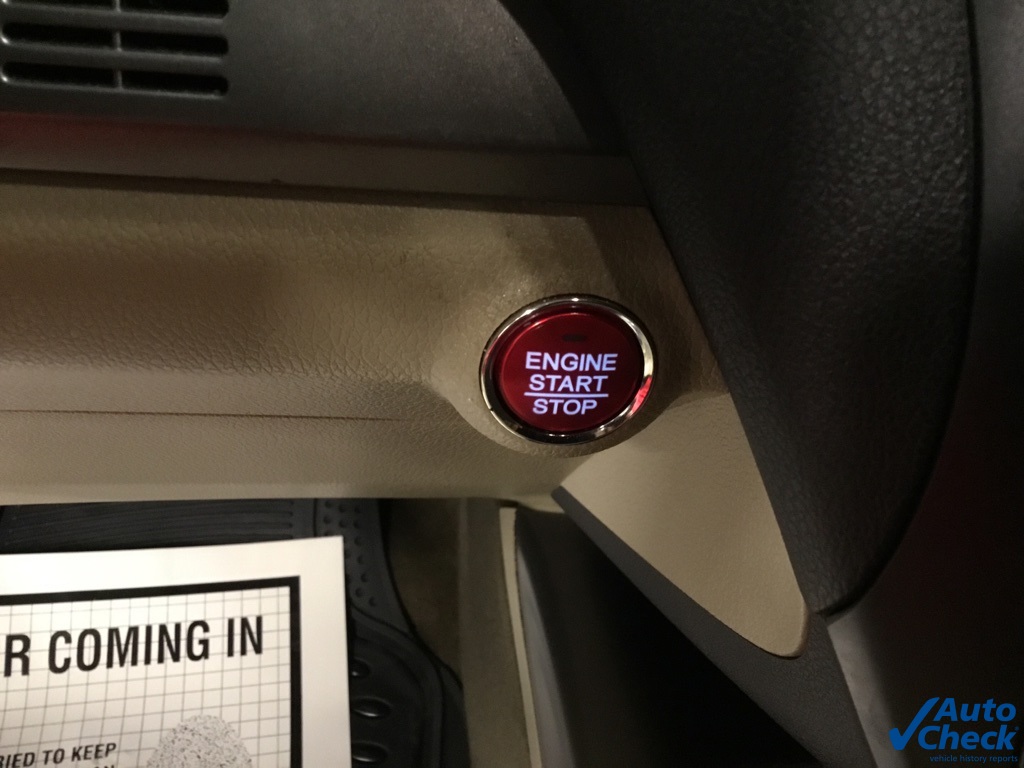 ENGINE
START
STOP
R COMING IN
RIED TO KEEP
Auto
Check
vehicle history reports